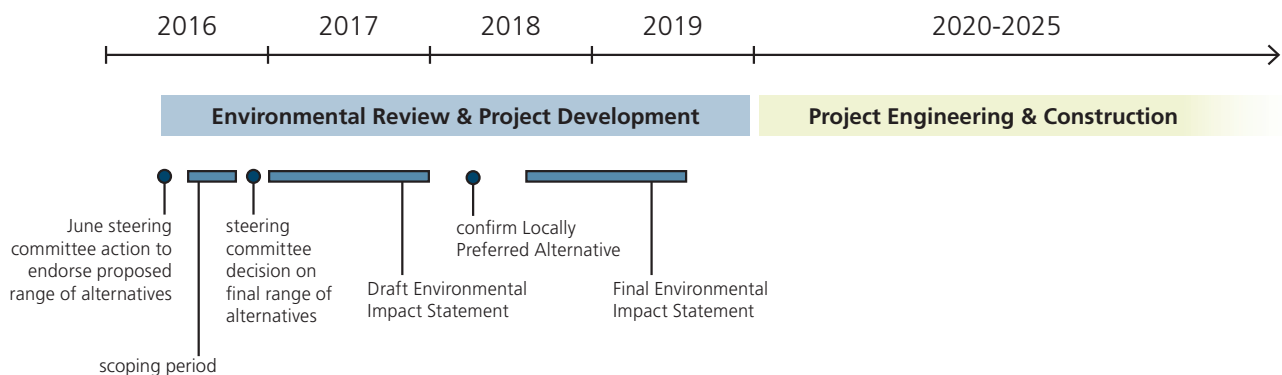 2016
2017
2018
2019
2020-2025
Environmental Review & Project Development
Project Engineering & Construction
June steering
committee action to
endorse proposed
range of alternatives
scoping period
steering
committee
decision on
final range of
alternatives
Draft Environmental
Impact Statement
confirm Locally
Preferred Alternative
Final Environmental
Impact Statement